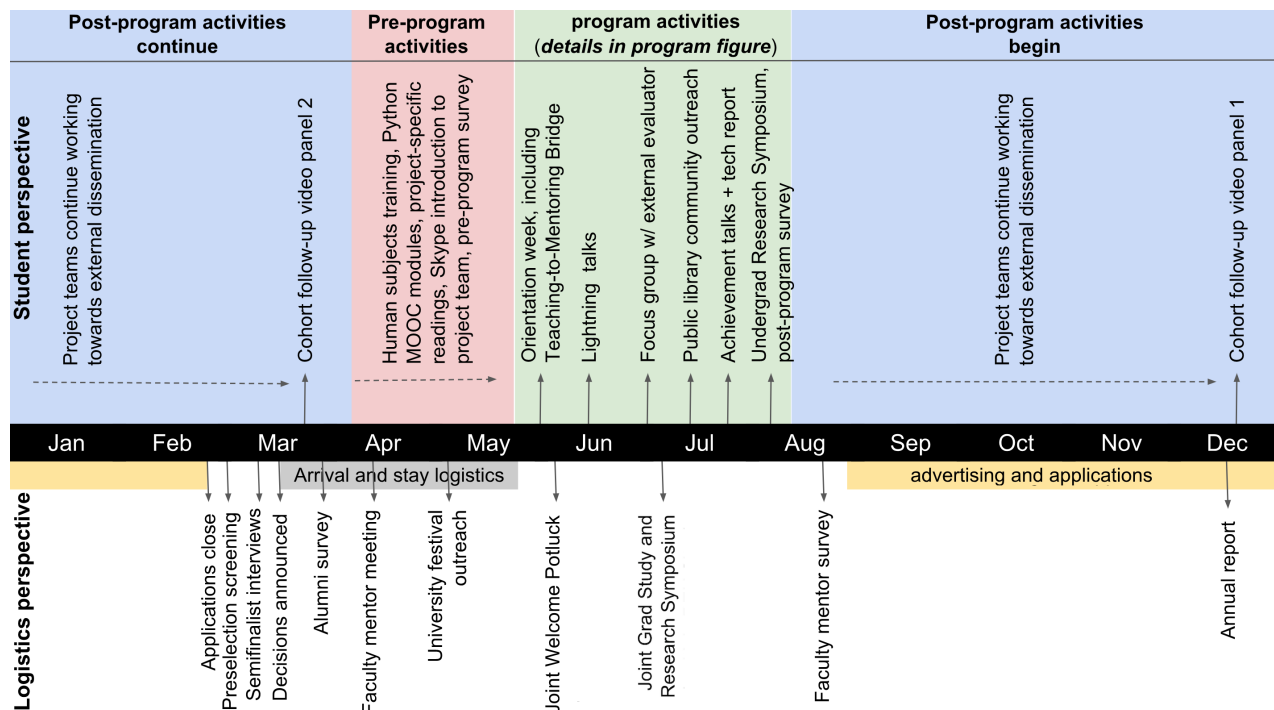 Post-program activities
continue
Pre-program
activities
program activities
(details in program figure)
Post-program activities
begin
Student perspective
Project teams continue working
towards external dissemination
Cohort follow-up video panel 2
Human subjects training, Python
MOOC modules, project-specific
readings, Skype introduction to
project team, pre-program survey
Orientation week, including
Teaching-to-Mentoring Bridge
Lightning talks
Focus group w/ external evaluator
Public library community outreach
Achievement talks + tech report
Undergrad Research Symposium,
post-program survey
Project teams continue working
towards external dissemination
Cohort follow-up video panel 1
Jan Feb Mar Apr May Jun Jul Aug Sep Oct Nov Dec
Arrival and stay logistics
advertising and applications
Logistics perspective
Applications close
Preselection screening
Semifinalist interviews
Decisions announced
Alumni survey
Faculty mentor meeting
University festival
outreach
Joint Welcome Potluck
Joint Grad Study and
Research Symposium
Faculty mentor survey
Annual report